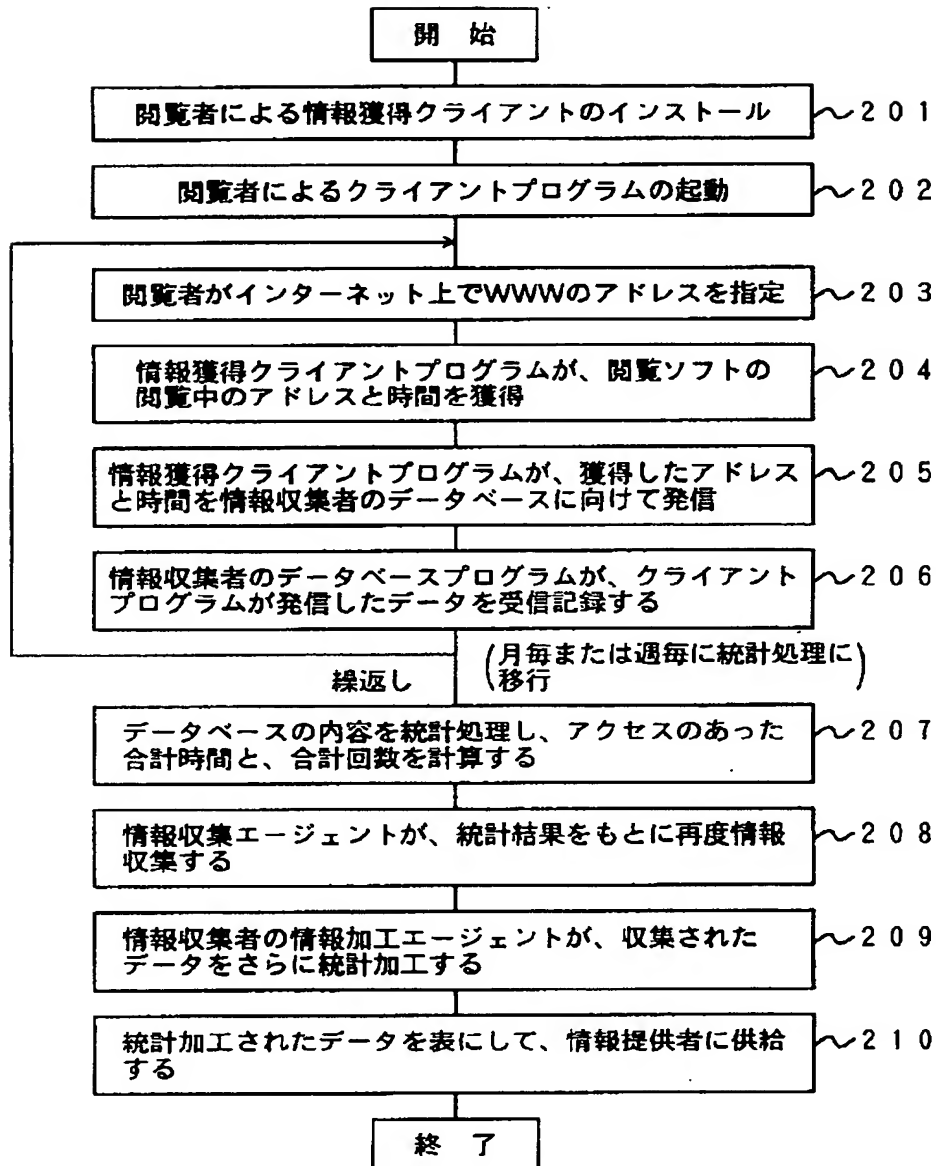 開 始
閲覧者による情報獲得クライアントのインストール 〜201
閲覧者によるクライアントプログラムの起動 〜202
閲覧者がインターネット上でWWWのアドレスを指定 〜203
情報獲得クライアントプログラムが、閲覧ソフトの 〜204
閲覧中のアドレスと時間を獲得
情報獲得クライアントプログラムが、獲得したアドレス 〜205
と時間を情報収集者のデータベースに向けて発信
情報収集者のデータベースプログラムが、クライアント 〜206
プログラムが発信したデータを受信記録する
繰返し
(月毎または週毎に統計処理に
移行)
データベースの内容を統計処理し、アクセスのあった 〜207
合計時間と、合計回数を計算する
情報収集エージェントが、統計結果をもとに再度情報 〜208
収集する
情報収集者の情報加工エージェントが、収集された 〜209
データをさらに統計加工する
統計加工されたデータを表にして、情報提供者に供給 〜210
する
終 了